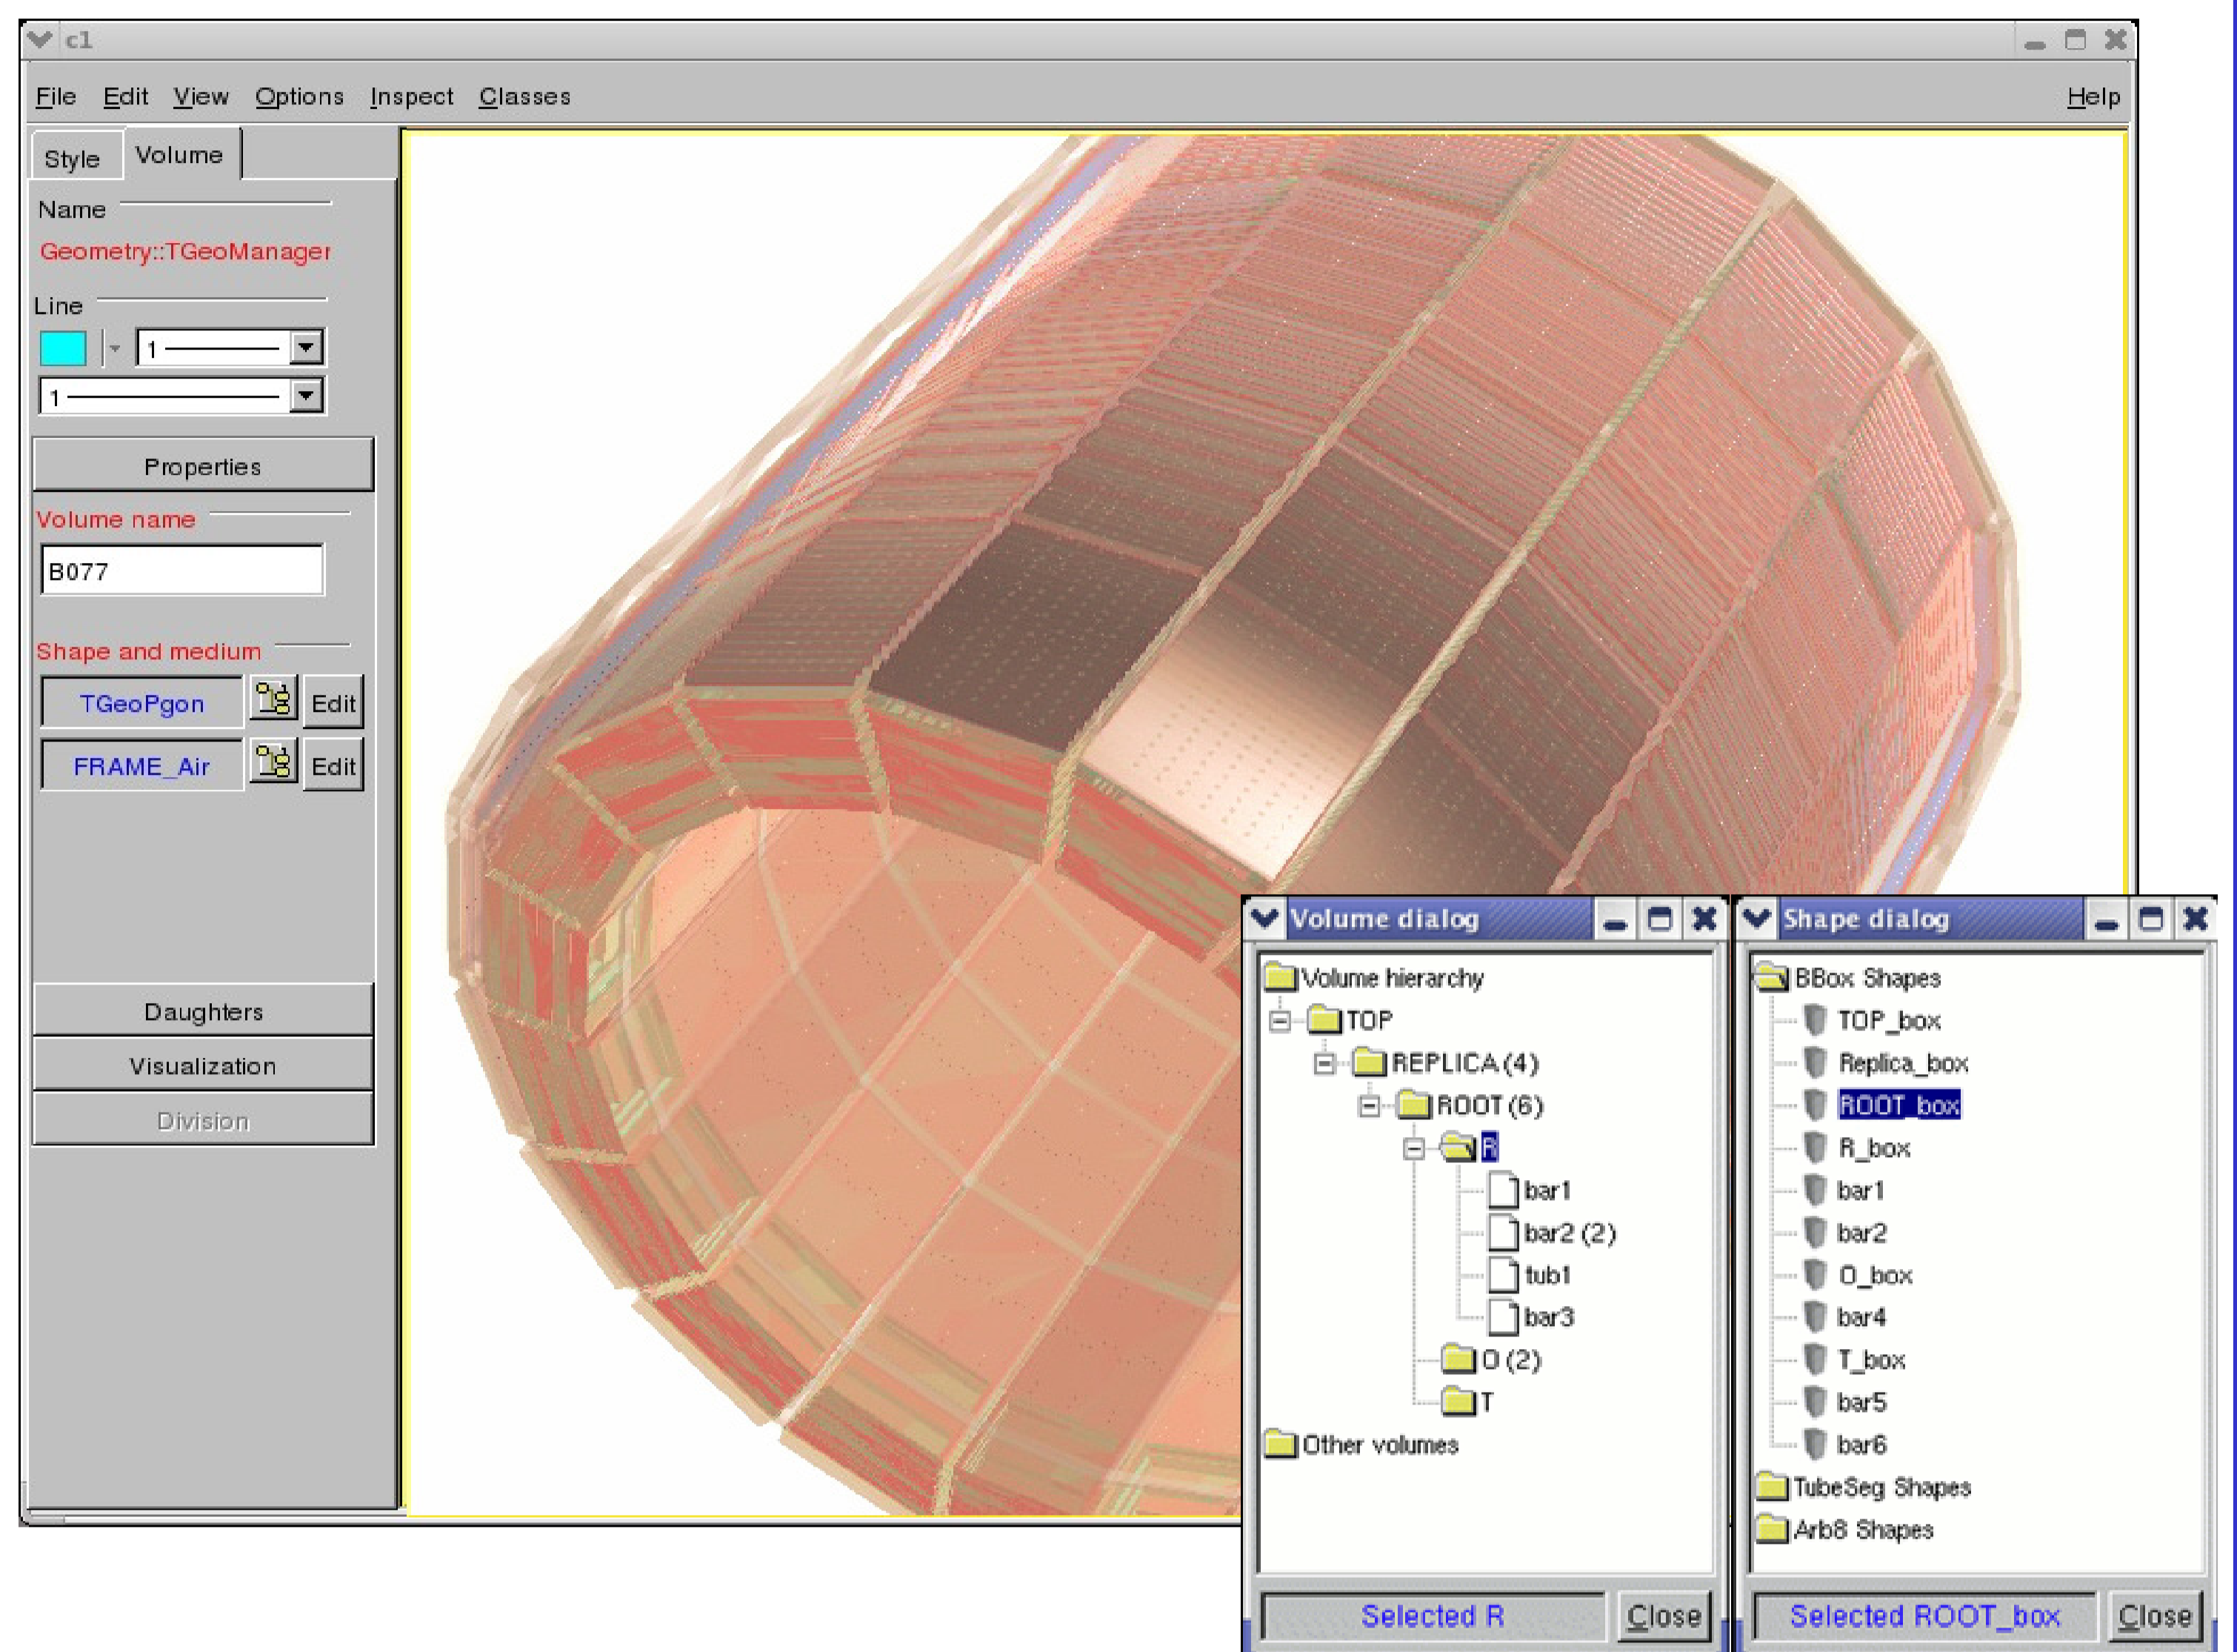 c1
File Edit View Options Inspect Classes Help
Style Volume
Name
Geometry::TGeoManager
Line
1
1
Properties
Volume name
B077
Shape and medium
TGeoPgon Edit
FRAME_Air Edit
Daughters
Visualization
Division
Volume dialog
Volume hierarchy
TOP
REPLICA (4)
ROOT (6)
R
bar1
bar2 (2)
tub1
bar3
O (2)
T
Other volumes
Selected R Close
Shape dialog
BBox Shapes
TOP_box
Replica_box
ROOT_box
R_box
bar1
bar2
O_box
bar4
T_box
bar5
bar6
TubeSeg Shapes
Arb8 Shapes
Selected ROOT_box Close